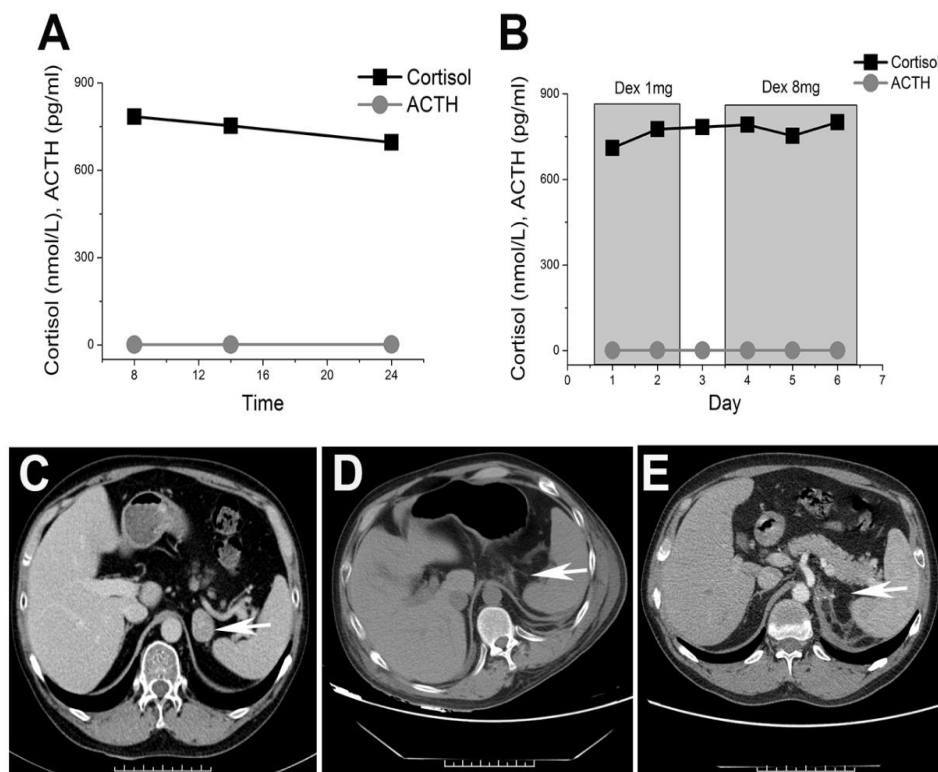 A
Cortisol (nmol/L), ACTH (pg/ml)
900
600
300
0
8
12
16
20
24
Time
Cortisol
ACTH
B
Cortisol (nmol/L), ACTH (pg/ml)
900
600
300
0
0
1
2
3
4
5
6
7
Day
Dex 1mg
Dex 8mg
Cortisol
ACTH
C
D
E